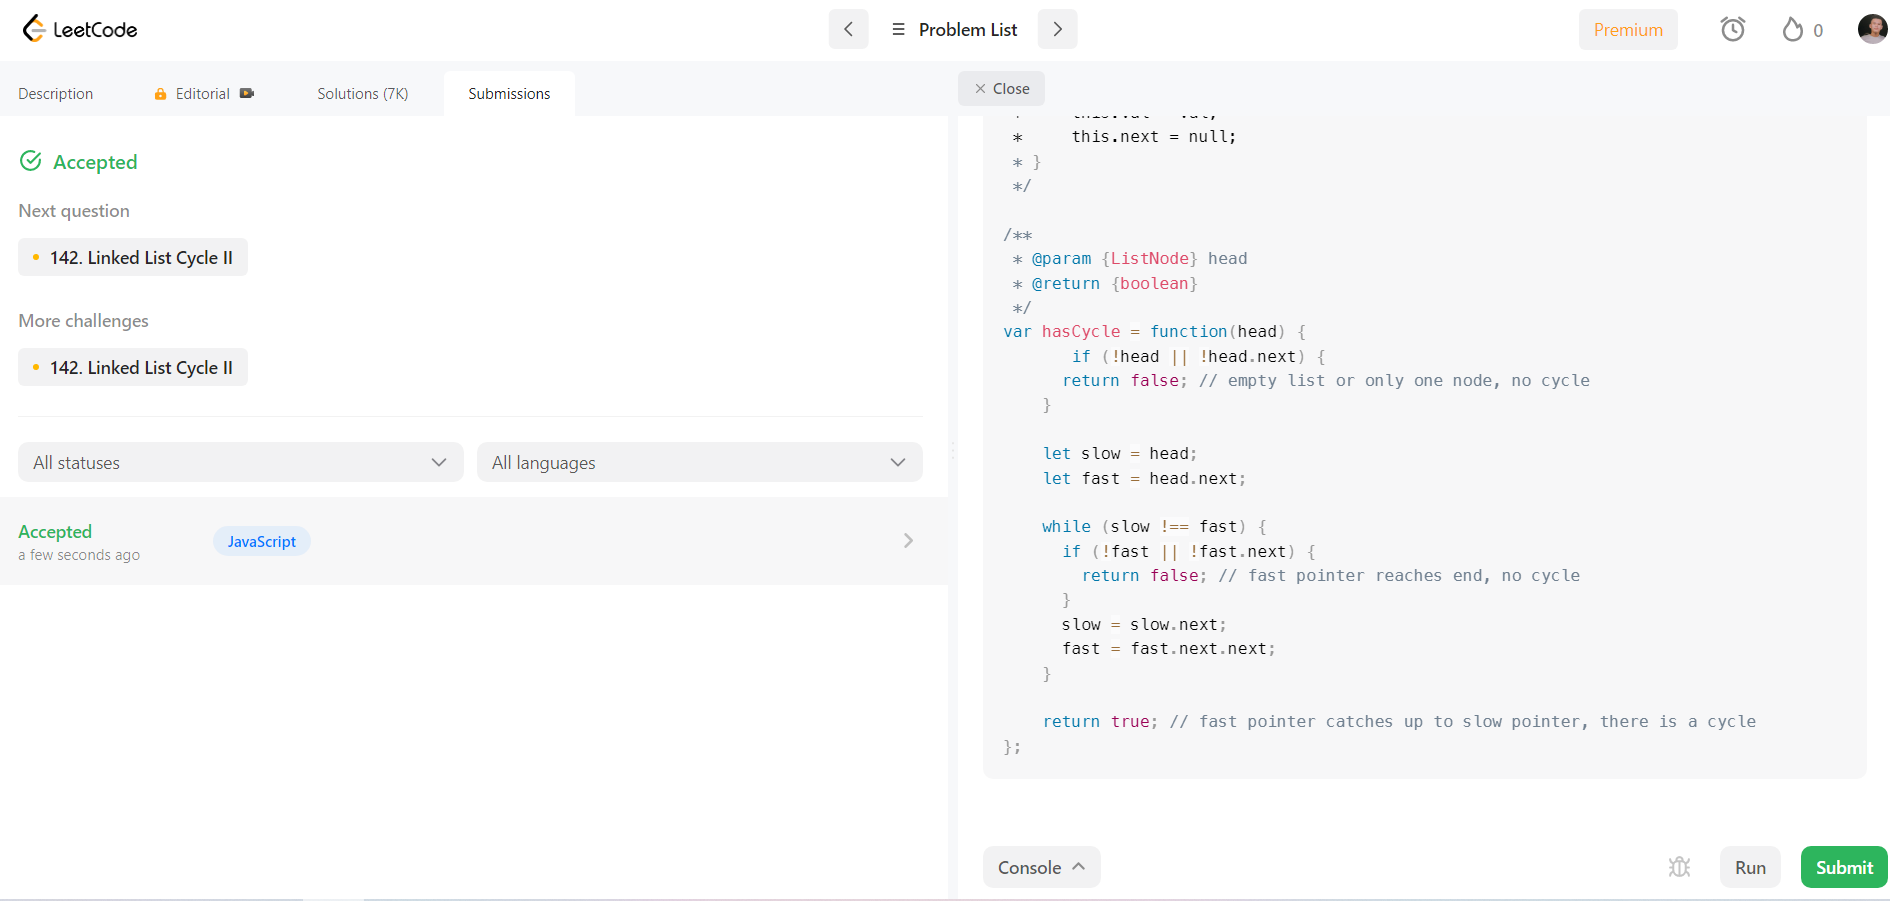 LeetCode
Problem List
Premium
0
Description
Editorial
Solutions (7K)
Submissions
Accepted
Next question
142. Linked List Cycle II
More challenges
142. Linked List Cycle II
All statuses
All languages
Accepted
a few seconds ago
JavaScript
Close
*     this.next = null;
* }
*/
/**
* @param {ListNode} head
* @return {boolean}
*/
var hasCycle = function(head) {
if (!head || !head.next) {
return false; // empty list or only one node, no cycle
}
let slow = head;
let fast = head.next;
while (slow !== fast) {
if (!fast || !fast.next) {
return false; // fast pointer reaches end, no cycle
}
slow = slow.next;
fast = fast.next.next;
}
return true; // fast pointer catches up to slow pointer, there is a cycle
};
Console
Run
Submit